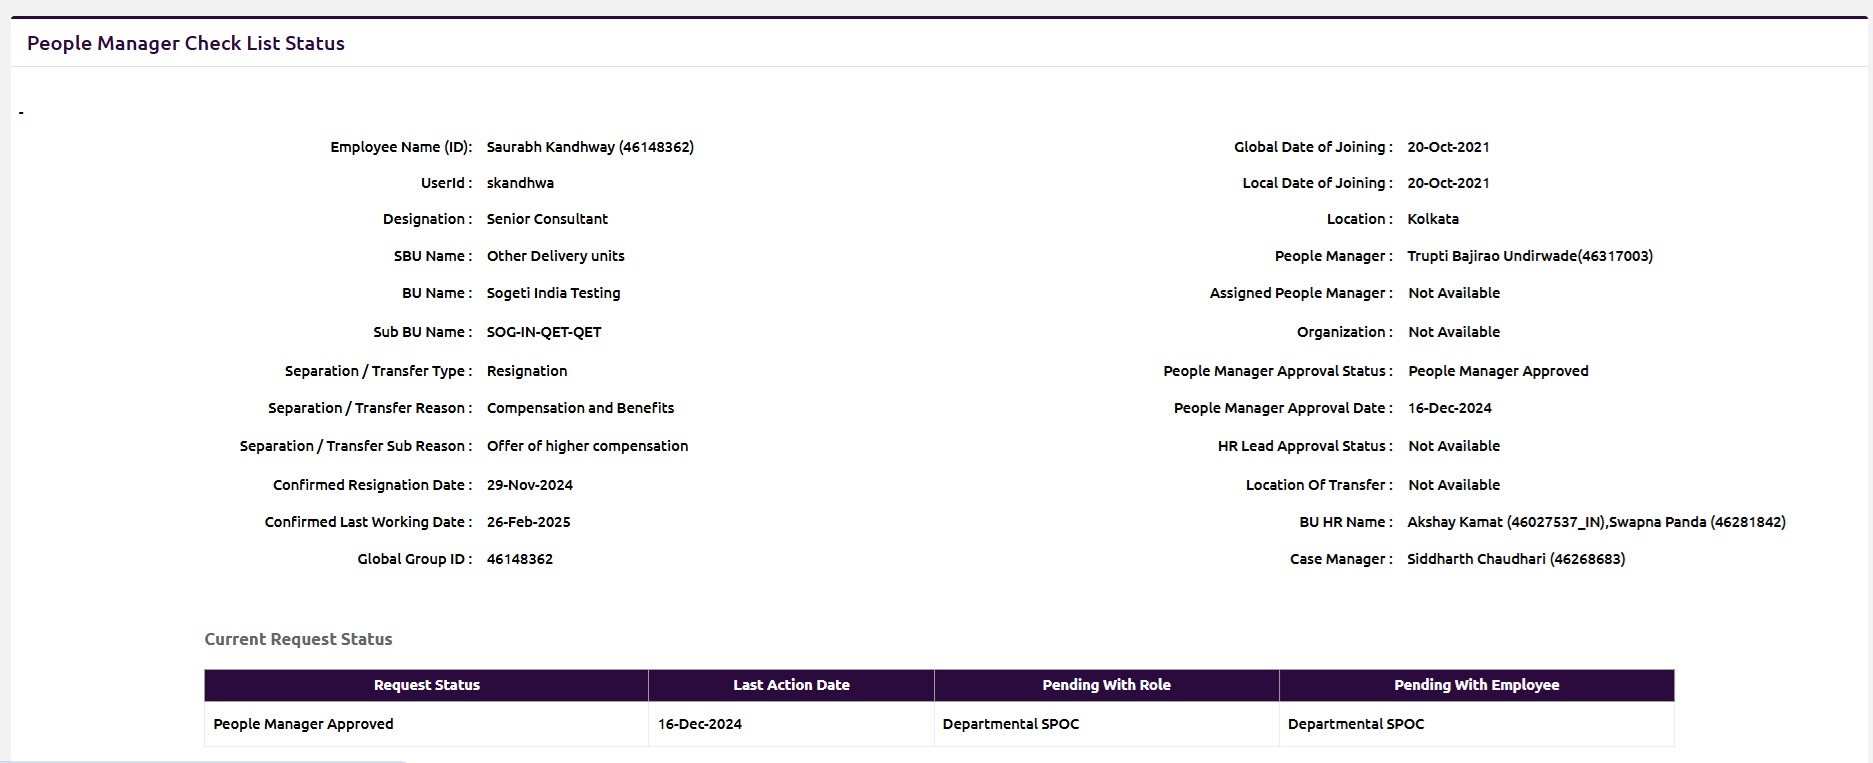 People Manager Check List Status
-
Employee Name (ID): Saurabh Kandhway (46148362) Global Date of Joining : 20-Oct-2021
UserId : skandhwa Local Date of Joining : 20-Oct-2021
Designation : Senior Consultant Location : Kolkata
SBU Name : Other Delivery units People Manager : Trupti Bajirao Undirwade(46317003)
BU Name : Sogeti India Testing Assigned People Manager : Not Available
Sub BU Name : SOG-IN-QET-QET Organization : Not Available
Separation / Transfer Type : Resignation People Manager Approval Status : People Manager Approved
Separation / Transfer Reason : Compensation and Benefits People Manager Approval Date : 16-Dec-2024
Separation / Transfer Sub Reason : Offer of higher compensation HR Lead Approval Status : Not Available
Confirmed Resignation Date : 29-Nov-2024 Location Of Transfer : Not Available
Confirmed Last Working Date : 26-Feb-2025 BU HR Name : Akshay Kamat (46027537_IN),Swapna Panda (46281842)
Global Group ID : 46148362 Case Manager : Siddharth Chaudhari (46268683)
Current Request Status
Request Status Last Action Date Pending With Role Pending With Employee
People Manager Approved 16-Dec-2024 Departmental SPOC Departmental SPOC